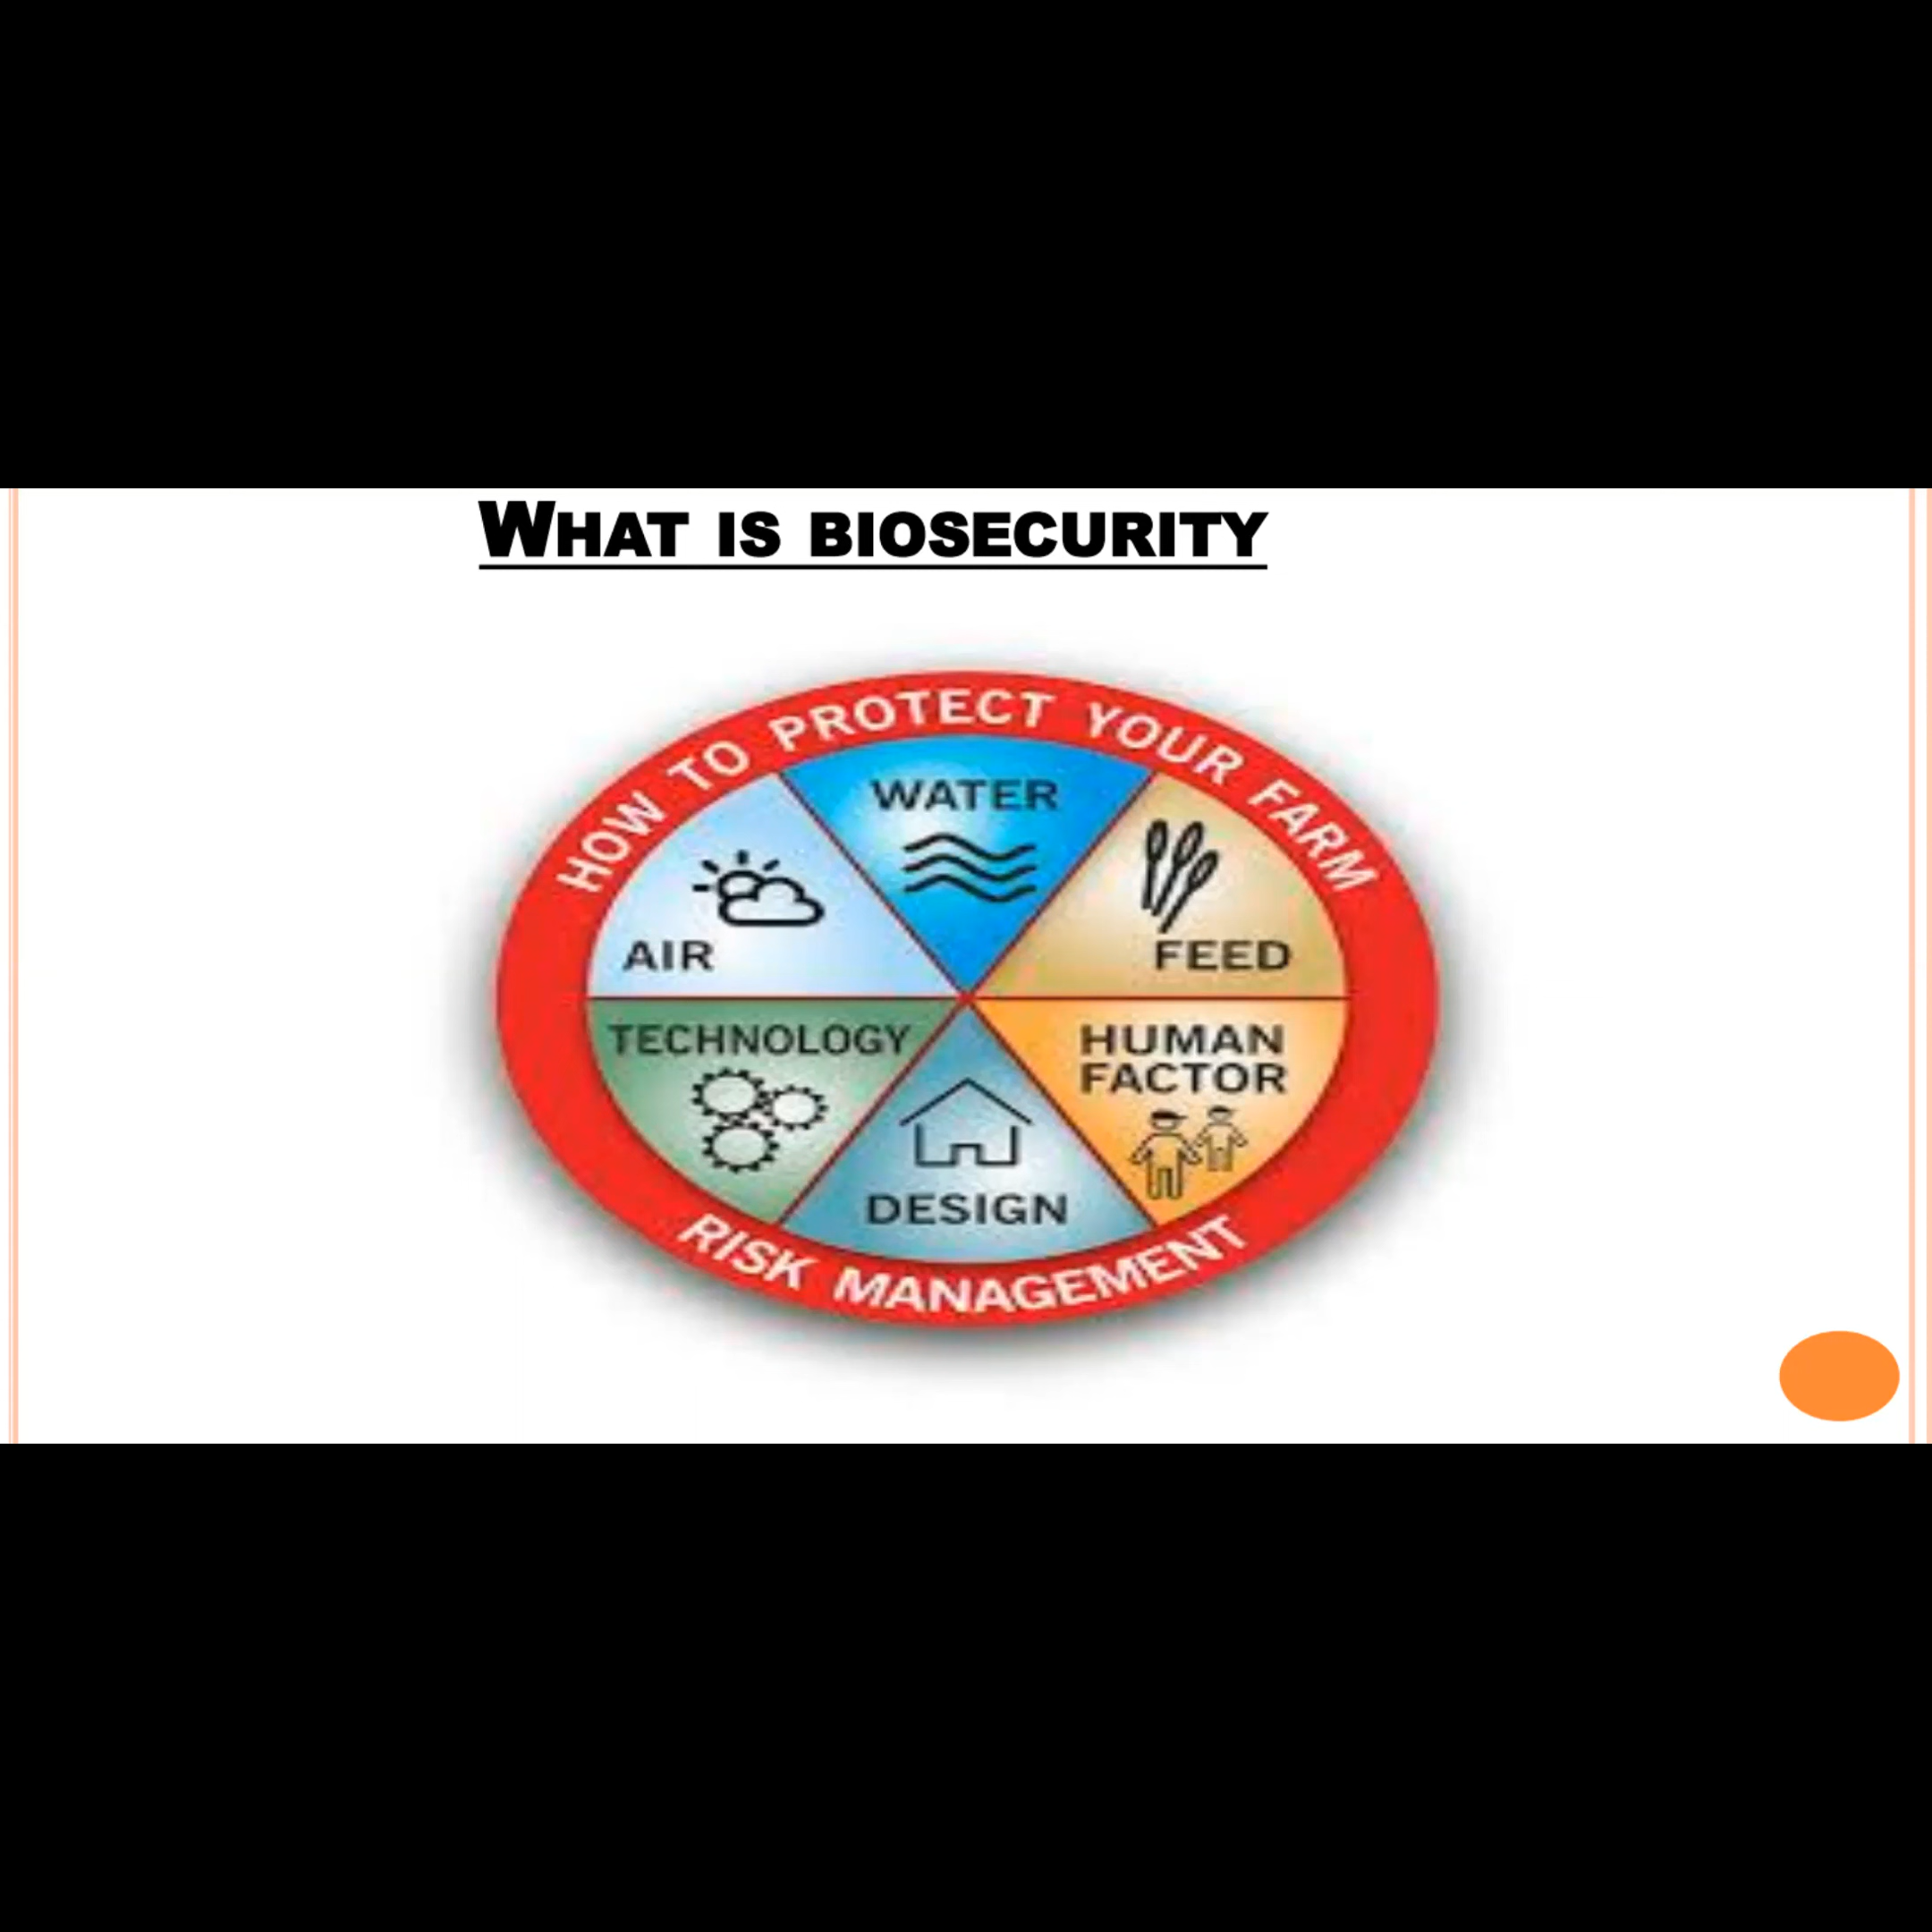 WHAT IS BIOSECURITY
HOW TO PROTECT YOUR FARM
WATER
AIR
FEED
TECHNOLOGY
HUMAN
FACTOR
DESIGN
RISK MANAGEMENT